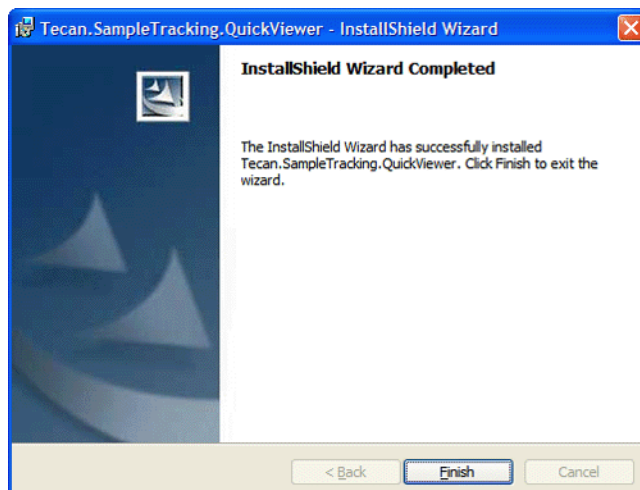 Tecan.SampleTracking.QuickViewer - InstallShield Wizard
InstallShield Wizard Completed
The InstallShield Wizard has successfully installed
Tecan.SampleTracking.QuickViewer. Click Finish to exit the
wizard.
< Back
Finish
Cancel